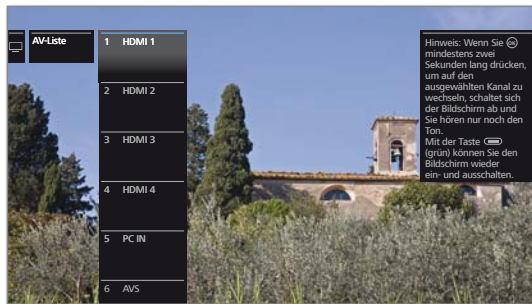 AV-Liste
1 HDMI 1
2 HDMI 2
3 HDMI 3
4 HDMI 4
5 PC IN
6 AVS
Hinweis: Wenn Sie OK
mindestens zwei
Sekunden lang drücken,
um auf den
ausgewählten Kanal zu
wechseln, schaltet sich
der Bildschirm ab und
Sie hören nur noch den
Ton.
Mit der Taste
(grün) können Sie den
Bildschirm wieder
ein- und ausschalten.